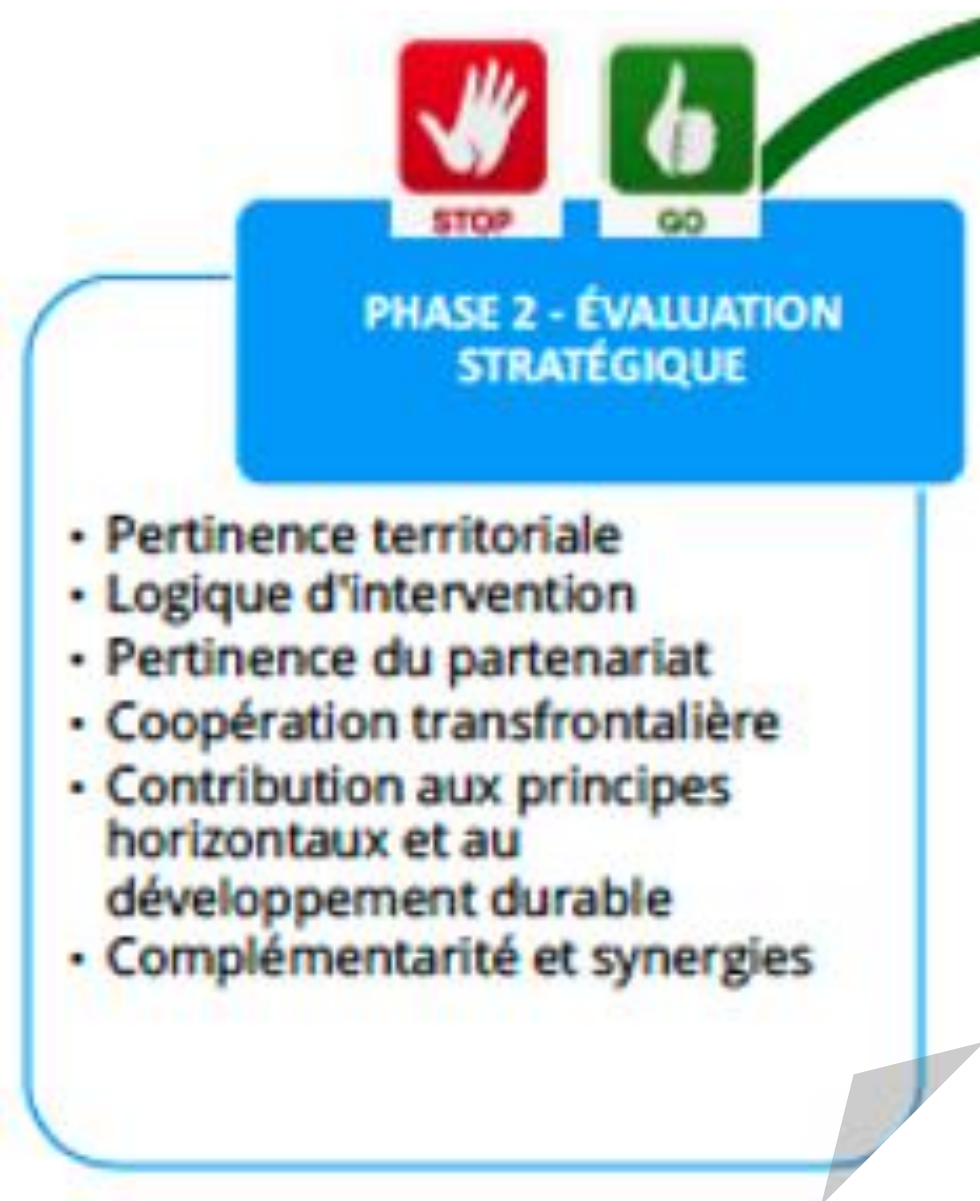 STOP GO
PHASE 2 - ÉVALUATION
STRATÉGIQUE
• Pertinence territoriale
• Logique d'intervention
• Pertinence du partenariat
• Coopération transfrontalière
• Contribution aux principes
horizontaux et au
développement durable
• Complémentarité et synergies